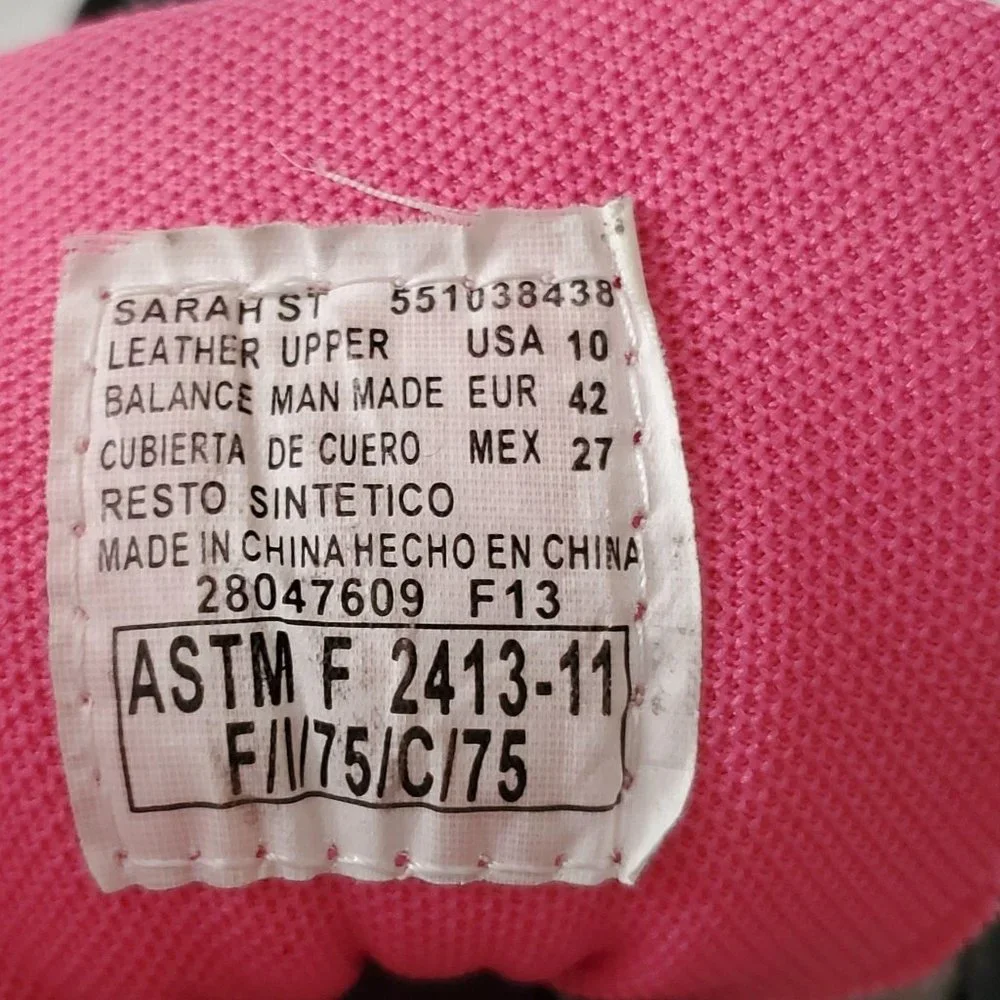 SARAH ST 551038438
LEATHER UPPER USA 10
BALANCE MAN MADE EUR 42
CUBIERTA DE CUERO MEX 27
RESTO SINTETICO
MADE IN CHINA HECHO EN CHINA
28047609 F13
ASTM F 2413-11
F/I/75/C/75